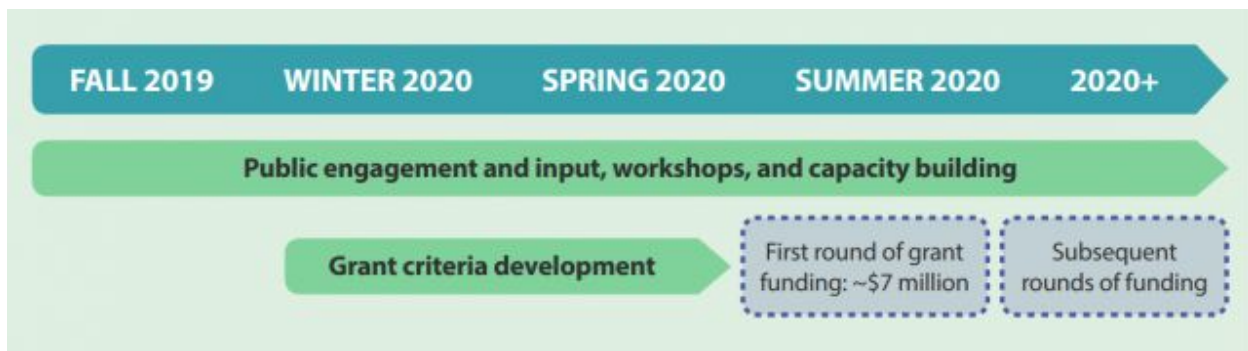 FALL 2019 WINTER 2020 SPRING 2020 SUMMER 2020 2020+
Public engagement and input, workshops, and capacity building
Grant criteria development
First round of grant
funding: ~$7 million
Subsequent
rounds of funding